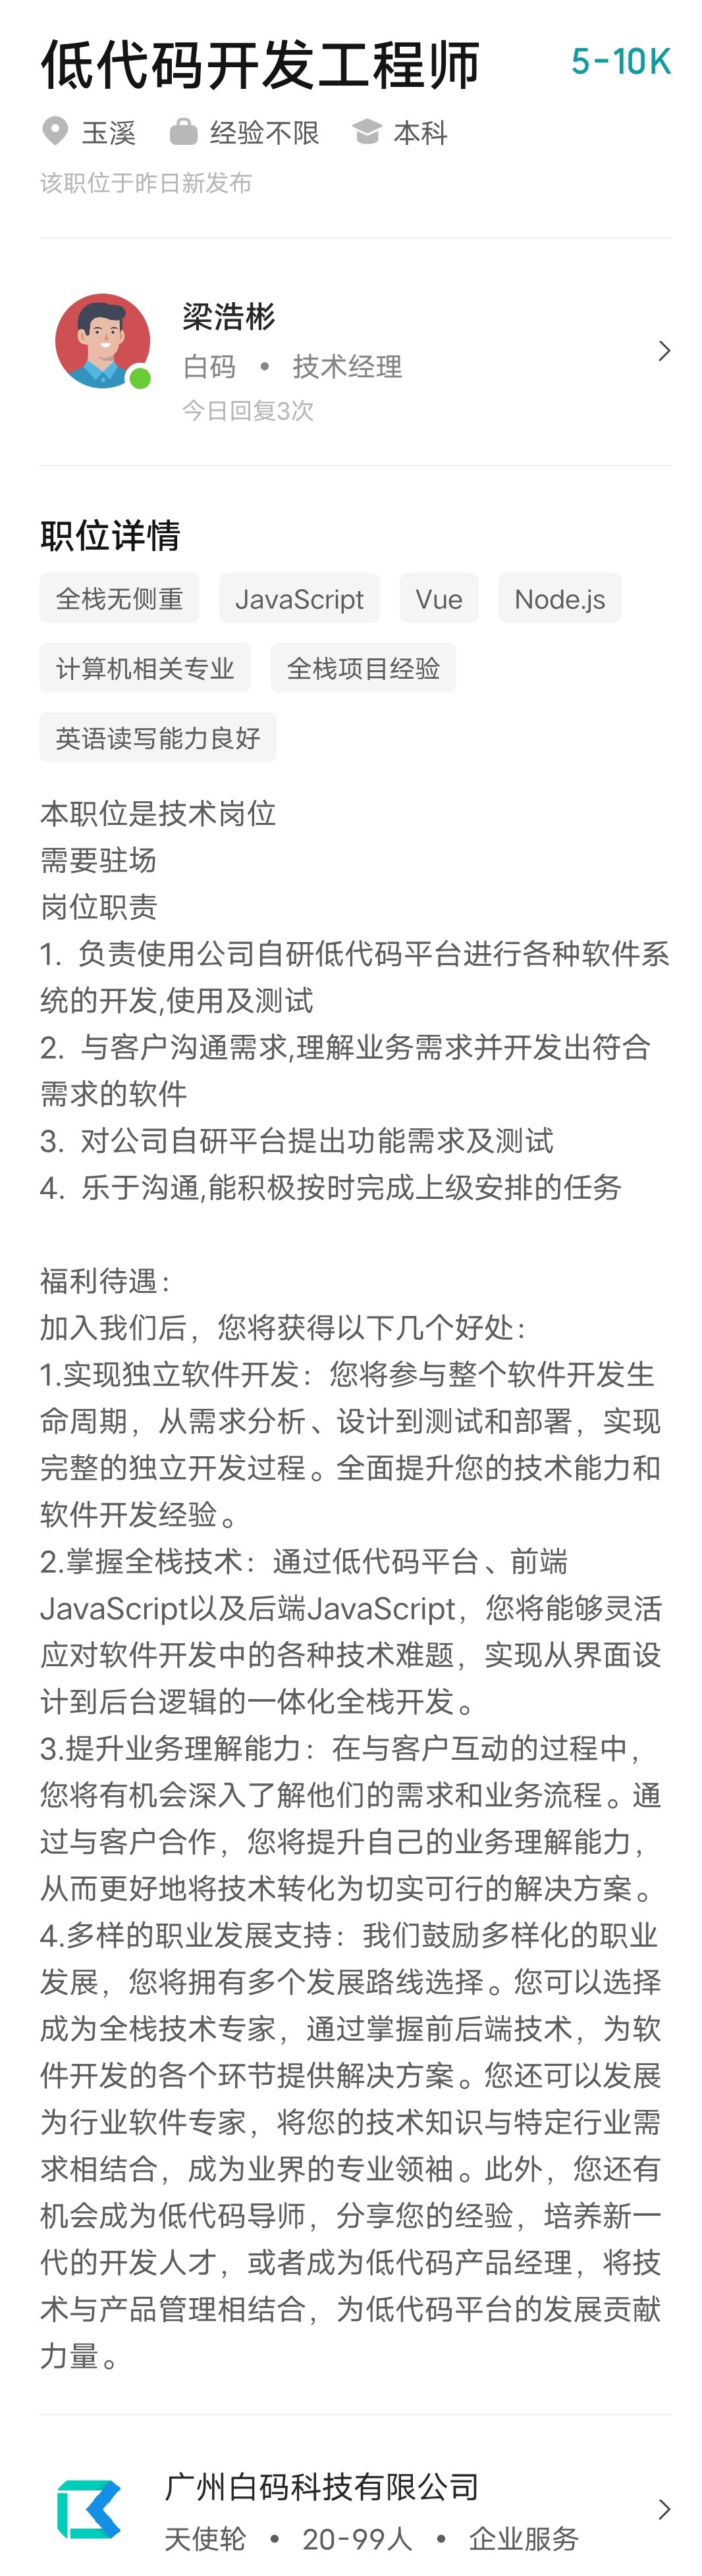 低代码开发工程师 5-10K
玉溪 经验不限 本科
该职位于昨日新发布
梁浩彬
白码 • 技术经理
今日回复3次
职位详情
全栈无侧重 JavaScript Vue Node.js
计算机相关专业 全栈项目经验
英语读写能力良好
本职位是技术岗位
需要驻场
岗位职责
1. 负责使用公司自研低代码平台进行各种软件系
统的开发,使用及测试
2. 与客户沟通需求,理解业务需求并开发出符合
需求的软件
3. 对公司自研平台提出功能需求及测试
4. 乐于沟通,能积极按时完成上级安排的任务
福利待遇：
加入我们后，您将获得以下几个好处：
1.实现独立软件开发：您将参与整个软件开发生
命周期，从需求分析、设计到测试和部署，实现
完整的独立开发过程。全面提升您的技术能力和
软件开发经验。
2.掌握全栈技术：通过低代码平台、前端
JavaScript以及后端JavaScript，您将能够灵活
应对软件开发中的各种技术难题，实现从界面设
计到后台逻辑的一体化全栈开发。
3.提升业务理解能力：在与客户互动的过程中，
您将有机会深入了解他们的需求和业务流程。通
过与客户合作，您将提升自己的业务理解能力，
从而更好地将技术转化为切实可行的解决方案。
4.多样的职业发展支持：我们鼓励多样化的职业
发展，您将拥有多个发展路线选择。您可以选择
成为全栈技术专家，通过掌握前后端技术，为软
件开发的各个环节提供解决方案。您还可以发展
为行业软件专家，将您的技术知识与特定行业需
求相结合，成为业界的专业领袖。此外，您还有
机会成为低代码导师，分享您的经验，培养新一
代的开发人才，或者成为低代码产品经理，将技
术与产品管理相结合，为低代码平台的发展贡献
力量。
广州白码科技有限公司
天使轮 • 20-99人 • 企业服务